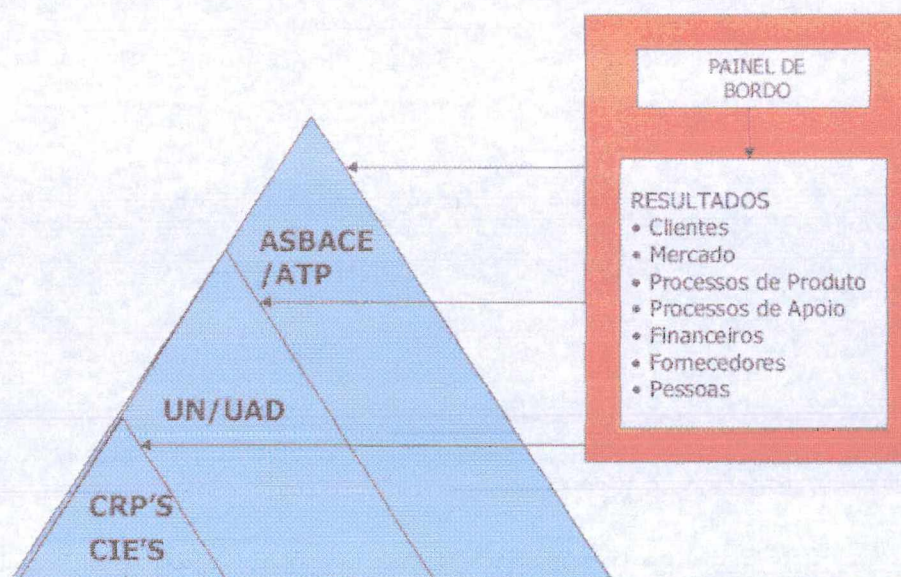 PAINEL DE
BORDO
RESULTADOS
• Clientes
• Mercado
• Processos de Produto
• Processos de Apoio
• Financeiros
• Fornecedores
• Pessoas
ASBACE
/ATP
UN/UAD
CRP'S
CIE'S